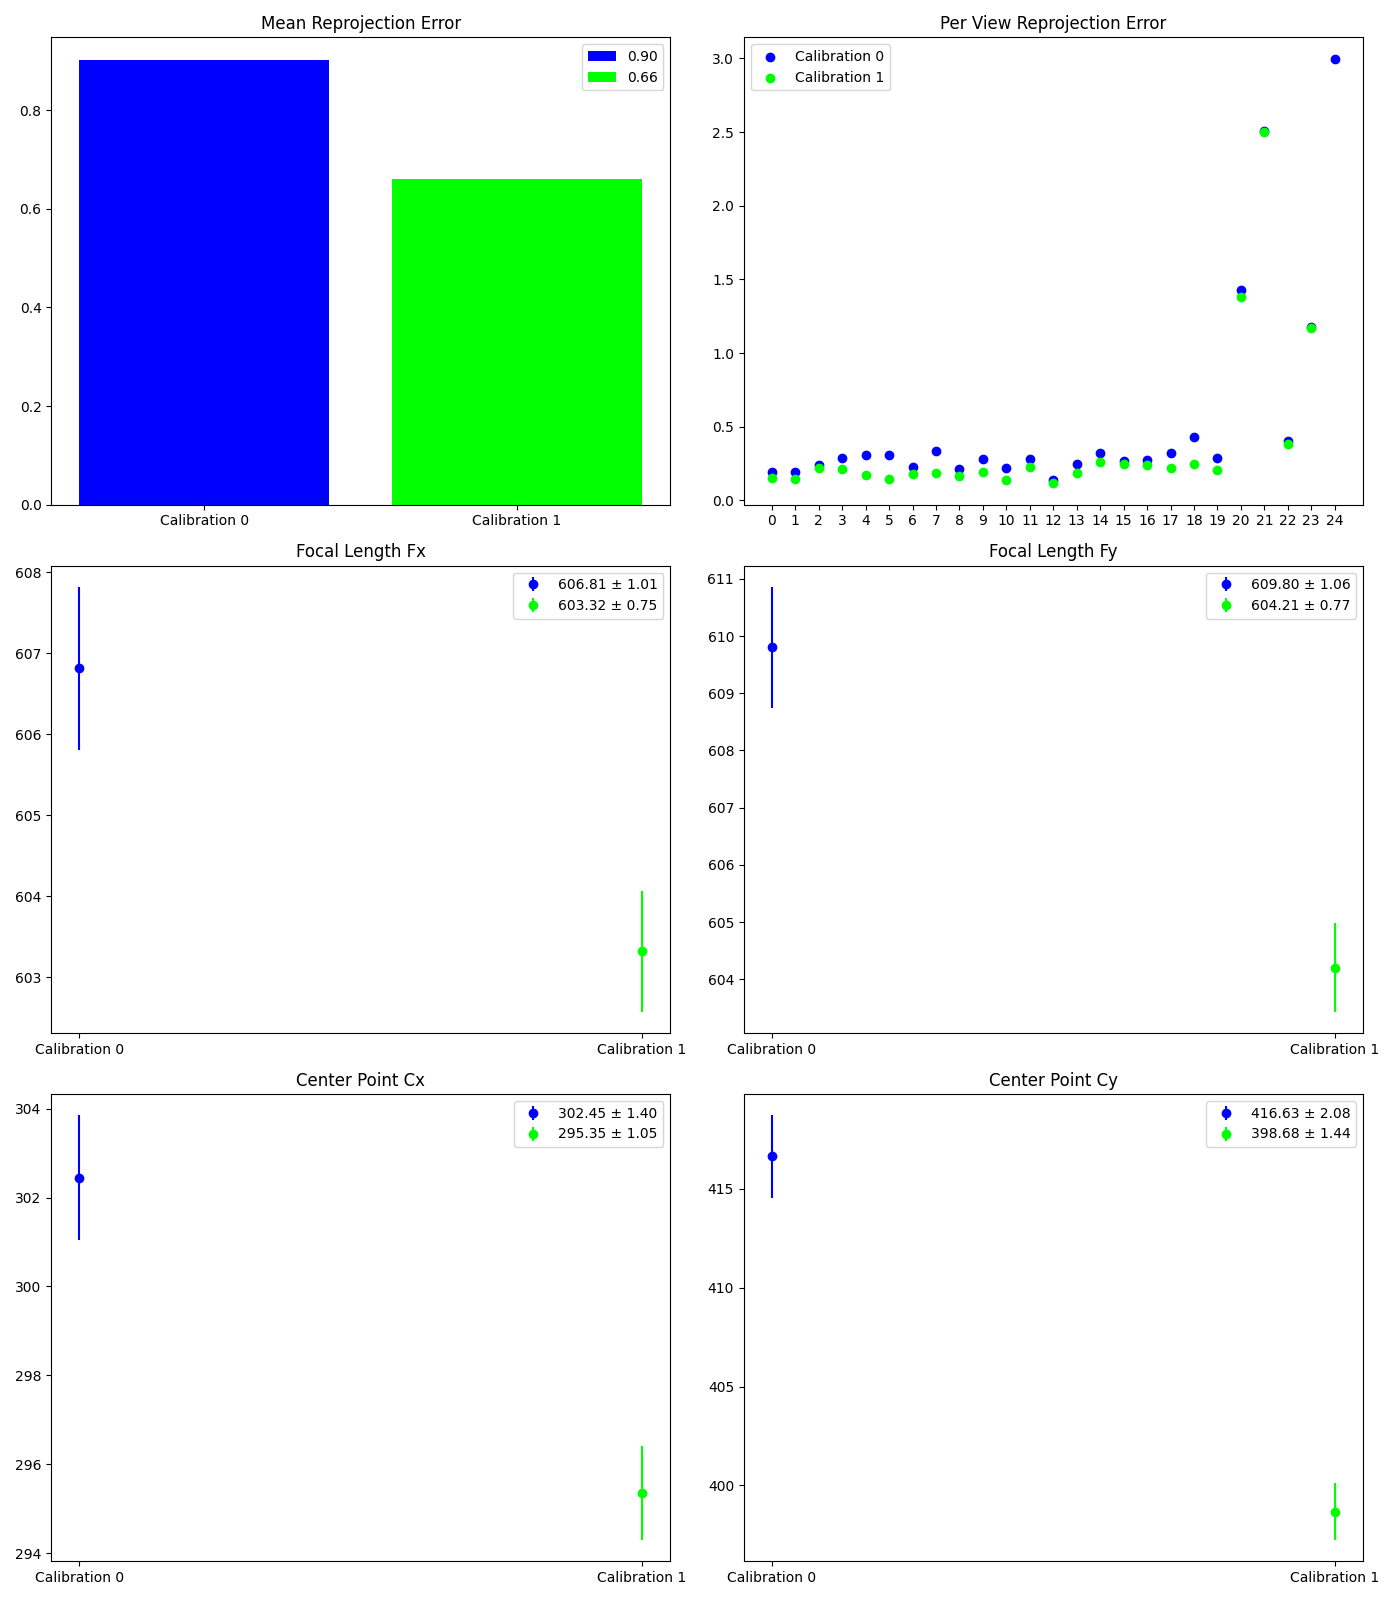 Mean Reprojection Error
0.90
0.66
0.8
0.6
0.4
0.2
0.0
Calibration 0 Calibration 1
Per View Reprojection Error
Calibration 0
Calibration 1
3.0
2.5
2.0
1.5
1.0
0.5
0.0
0 1 2 3 4 5 6 7 8 9 10 11 12 13 14 15 16 17 18 19 20 21 22 23 24
Focal Length Fx
606.81 ± 1.01
603.32 ± 0.75
608
607
606
605
604
603
Calibration 0 Calibration 1
Focal Length Fy
609.80 ± 1.06
604.21 ± 0.77
611
610
609
608
607
606
605
604
Calibration 0 Calibration 1
Center Point Cx
302.45 ± 1.40
295.35 ± 1.05
304
302
300
298
296
294
Calibration 0 Calibration 1
Center Point Cy
416.63 ± 2.08
398.68 ± 1.44
415
410
405
400
Calibration 0 Calibration 1